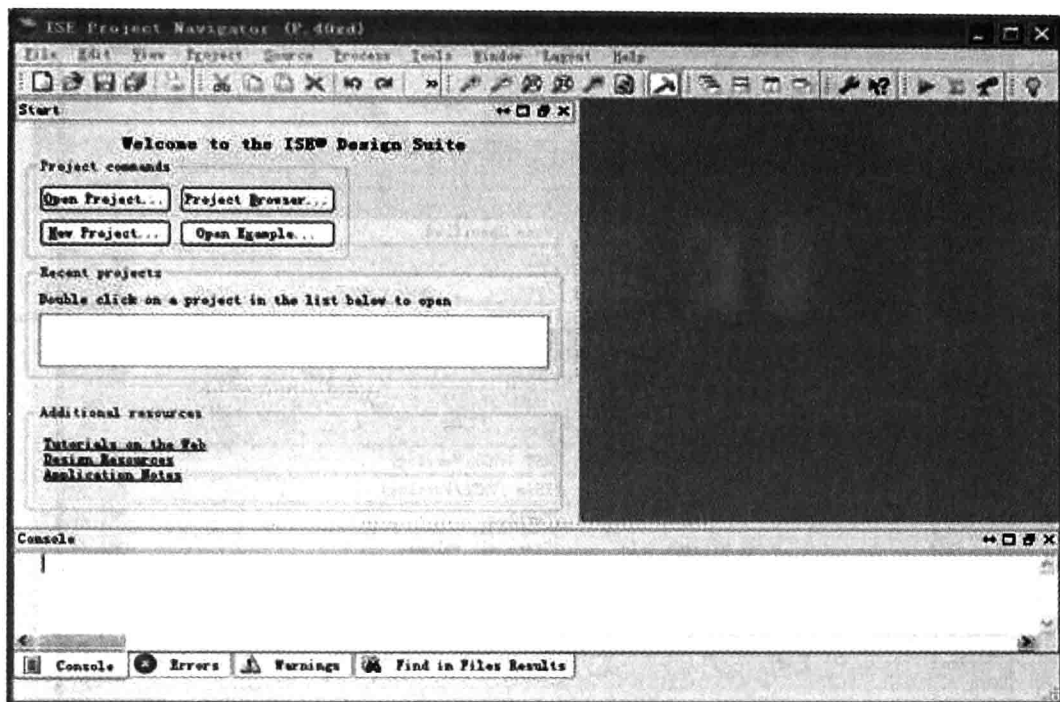 ISE Project Navigator (P.40xd)
File Edit View Project Source Process Tools Window Layout Help
Start
Welcome to the ISE® Design Suite
Project commands
Open Project... Project Browser...
New Project... Open Example...
Recent projects
Double click on a project in the list below to open
Additional resources
Tutorials on the Web
Design Resources
Application Notes
Console
Console Errors Warnings Find in Files Results